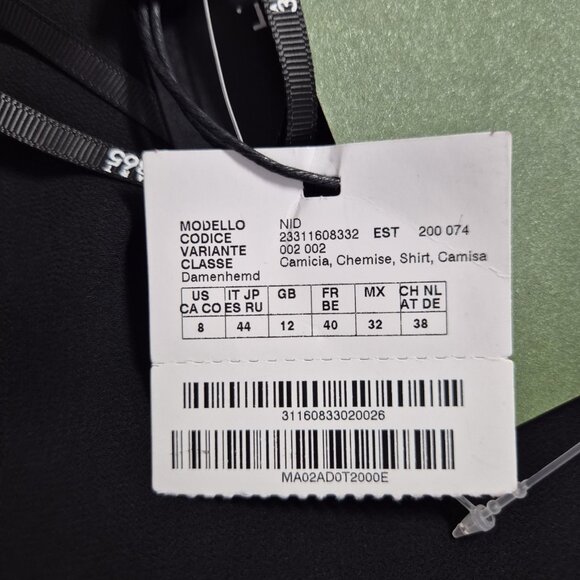 MODELLO NID
CODICE 23311608332 EST 200 074
VARIANTE 002 002
CLASSE Camicia, Chemise, Shirt, Camisa
Damenhemd
US CA CO IT JP ES RU GB FR BE MX CH NL AT DE
8 44 12 40 32 38
31160833020026
MA02AD0T2000E